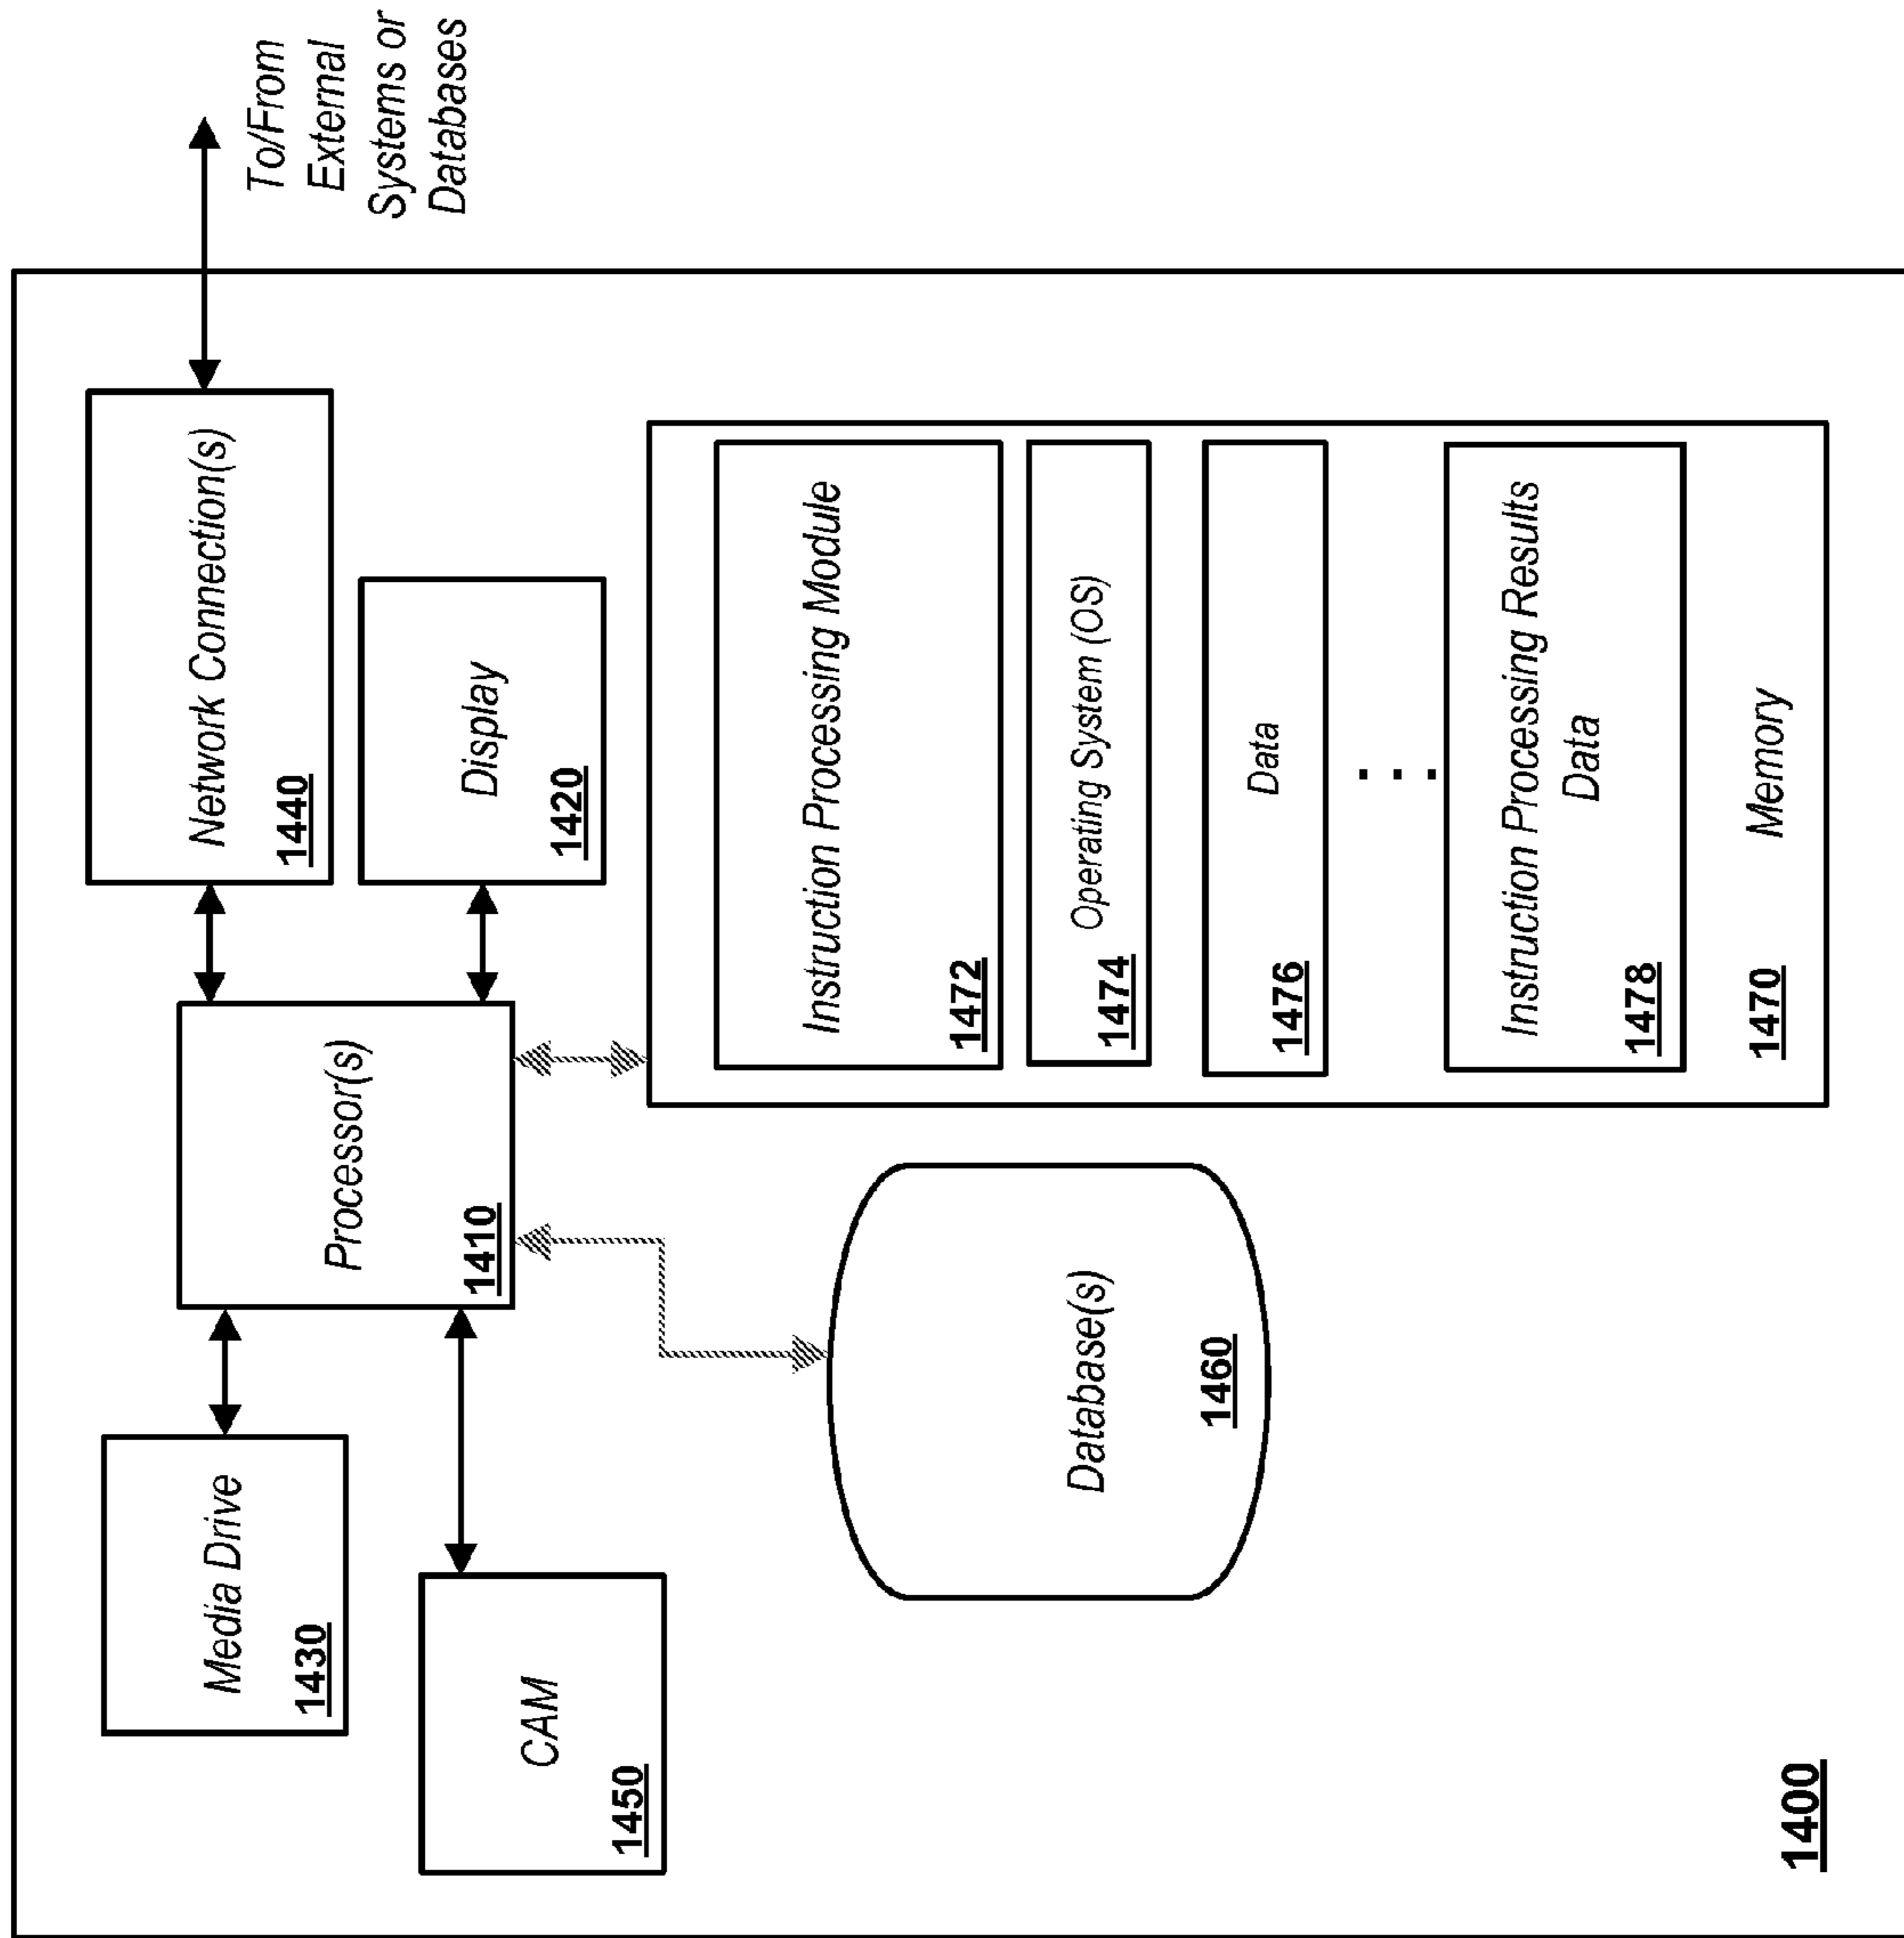 To/From
External
Systems or
Databases
Network Connection(s)
1440
Media Drive
1430
Processor(s)
1410
Display
1420
CAM
1450
Instruction Processing Module
1472
Operating System (OS)
1474
Data
1476
Instruction Processing Results
Data
1478
Memory
1470
Database(s)
1460
1400